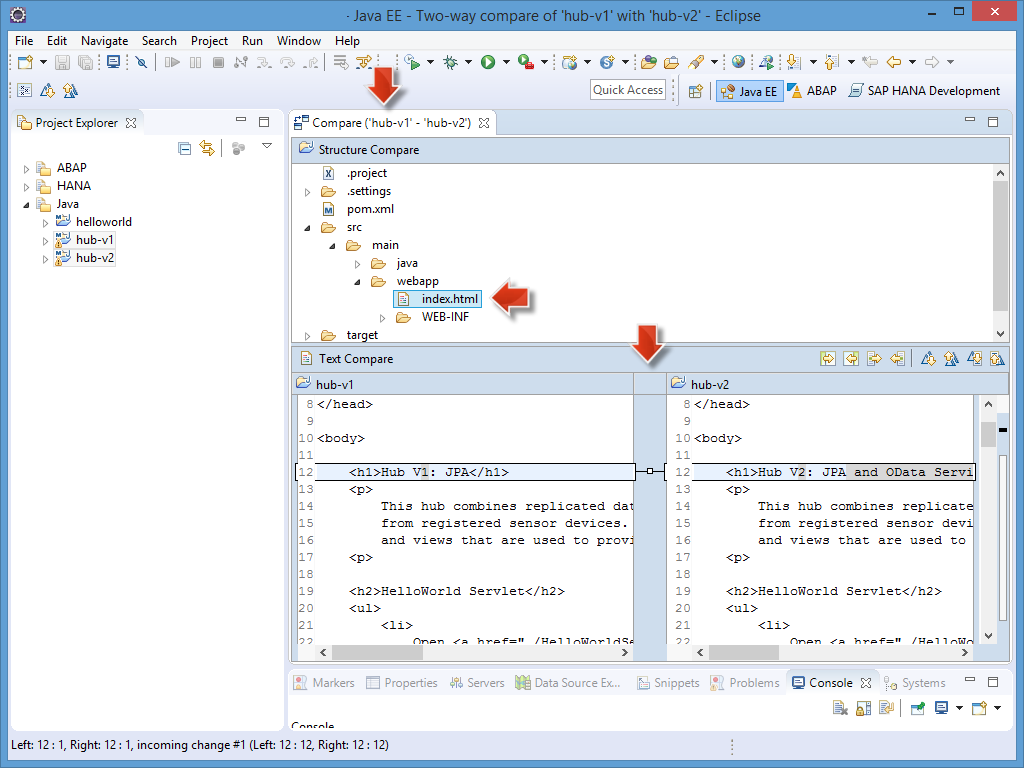 · Java EE - Two-way compare of 'hub-v1' with 'hub-v2' - Eclipse
File Edit Navigate Search Project Run Window Help
Quick Access Java EE ABAP SAP HANA Development
Project Explorer
ABAP
HANA
Java
helloworld
hub-v1
hub-v2
Compare ('hub-v1' - 'hub-v2')
Structure Compare
.project
.settings
pom.xml
src
main
java
webapp
index.html
WEB-INF
target
Text Compare
hub-v1
8 </head>
9
10 <body>
11
12 <h1>Hub V1: JPA</h1>
13 <p>
14 This hub combines replicated dat
15 from registered sensor devices.
16 and views that are used to provi
17 <p>
18
19 <h2>HelloWorld Servlet</h2>
20 <ul>
21 <li>
22 Open <a href="./HelloWorldSe
hub-v2
8 </head>
9
10 <body>
11
12 <h1>Hub V2: JPA and OData Servi
13 <p>
14 This hub combines replicate
15 from registered sensor devi
16 and views that are used to
17 <p>
18
19 <h2>HelloWorld Servlet</h2>
20 <ul>
21 <li>
22 Open <a href="./HelloWo
Markers Properties Servers Data Source Ex... Snippets Problems Console Systems
Console
Left: 12 : 1, Right: 12 : 1, incoming change #1 (Left: 12 : 12, Right: 12 : 12)